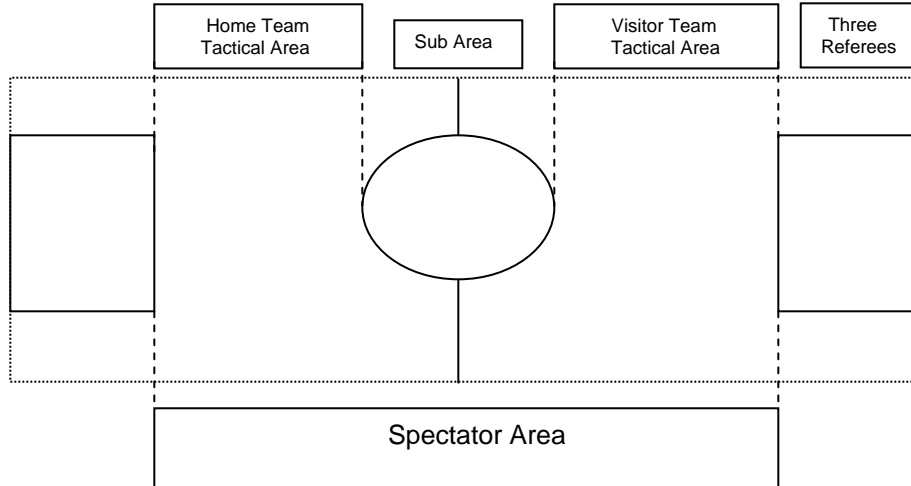 Home Team
Tactical Area
Sub Area
Visitor Team
Tactical Area
Three
Referees
Spectator Area